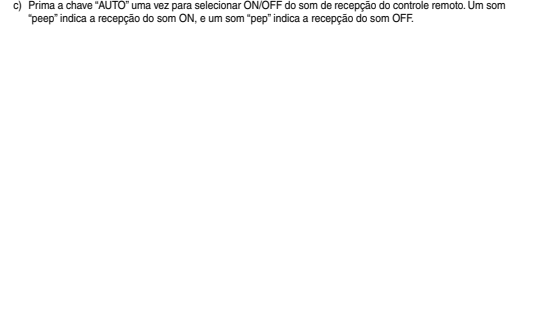 c) Prima a chave “AUTO” uma vez para selecionar ON/OFF do som de recepção do controle remoto. Um som
“peep” indica a recepção do som ON, e um som “pep” indica a recepção do som OFF.